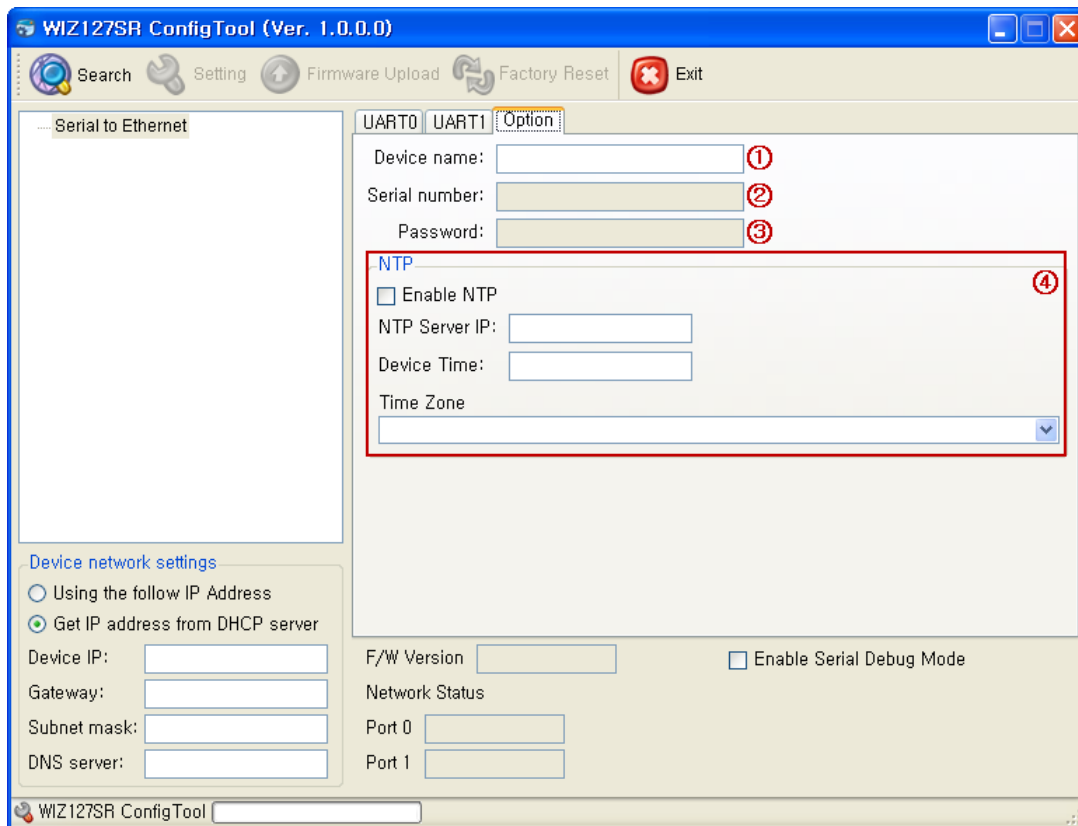 WIZ127SR ConfigTool (Ver. 1.0.0.0)
Search Setting Firmware Upload Factory Reset Exit
Serial to Ethernet
UART0 UART1 Option
Device name: ①
Serial number: ②
Password: ③
NTP
④
Enable NTP
NTP Server IP:
Device Time:
Time Zone
Device network settings
Using the follow IP Address
Get IP address from DHCP server
Device IP:
Gateway:
Subnet mask:
DNS server:
F/W Version
Enable Serial Debug Mode
Network Status
Port 0
Port 1
WIZ127SR ConfigTool